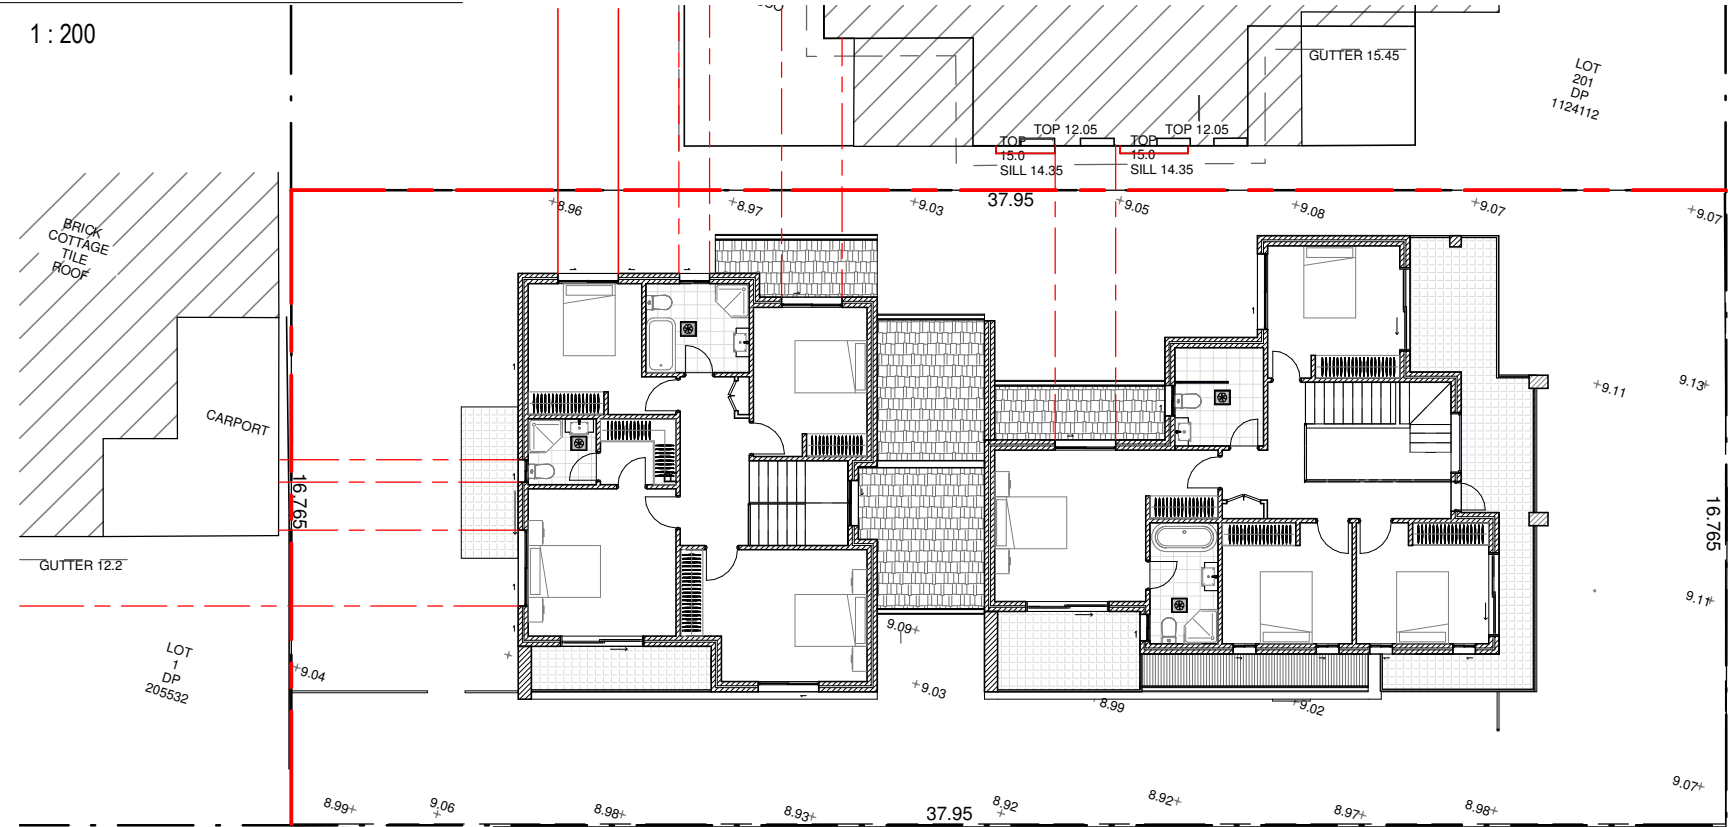 1 : 200
GUTTER 15.45
LOT
201
DP
1124112
TOP 12.05
TOP 12.05
TOP
15.0
SILL 14.35
TOP
15.0
SILL 14.35
37.95
8.96
8.97
9.03
9.05
9.08
9.07
9.07
BRICK
COTTAGE
TILE
ROOF
CARPORT
16.765
GUTTER 12.2
LOT
1
DP
205532
9.04
9.11
9.13
16.765
9.11
9.09
9.03
8.99
9.02
9.07
8.99
9.06
8.98
8.93
37.95
8.92
8.92
8.97
8.98